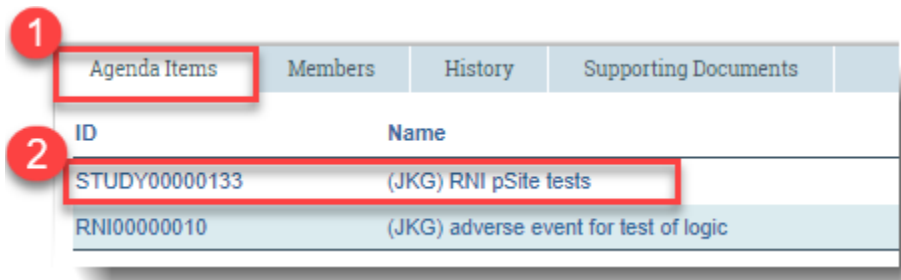 1
Agenda Items Members History Supporting Documents
ID Name
2
STUDY00000133 (JKG) RNI pSite tests
RNI00000010 (JKG) adverse event for test of logic